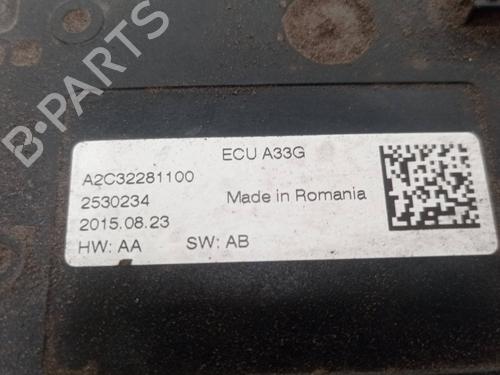 B-PARTS
ECU A33G
A2C32281100
2530234
Made in Romania
2015.08.23
HW: AA SW: AB